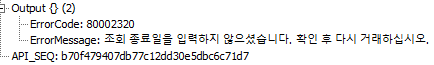 Output {} (2)
ErrorCode: 80002320
ErrorMessage: 조회 종료일을 입력하지 않으셨습니다. 확인 후 다시 거래하십시오.
API_SEQ: b70f479407db77c12dd30e5dbc6c71d7